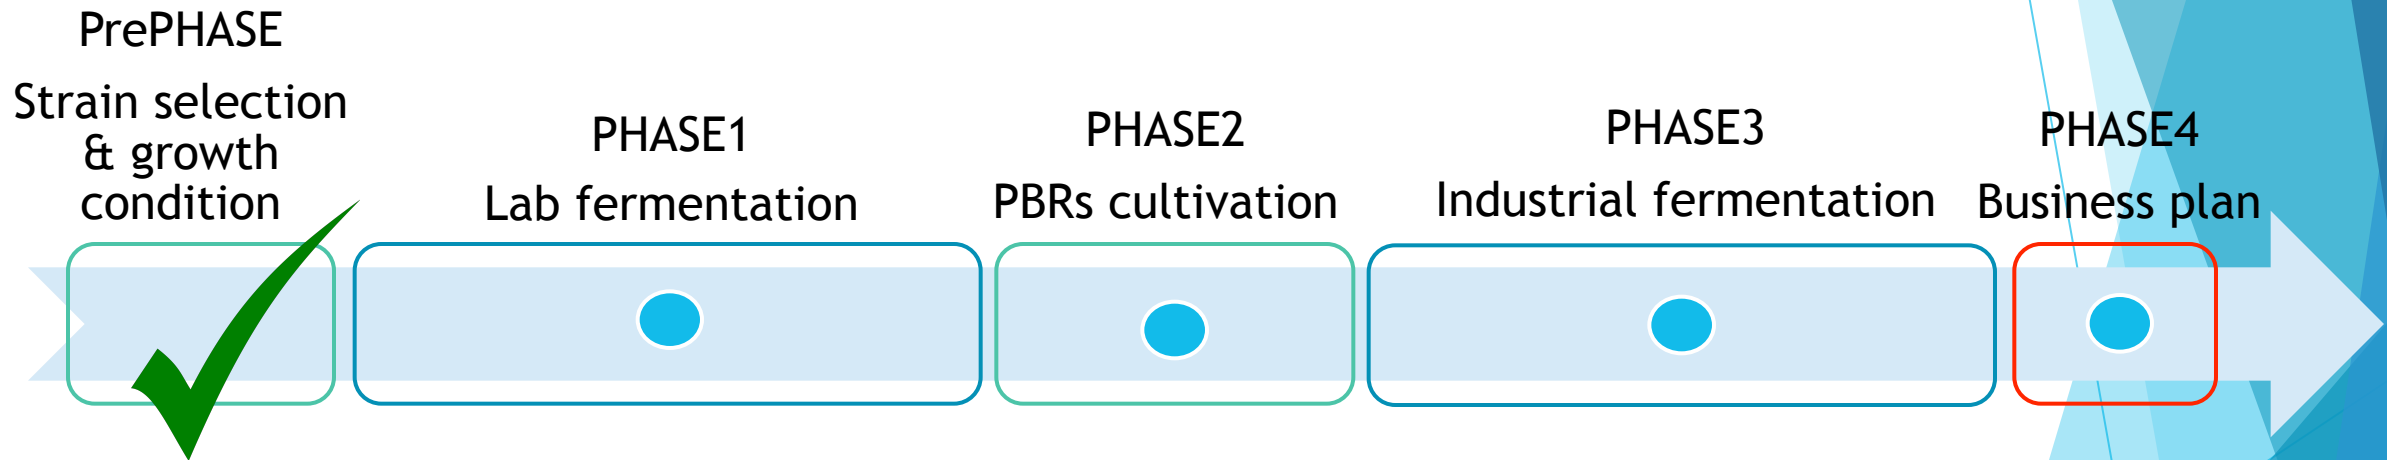 PrePHASE
Strain selection
& growth
condition
PHASE1
Lab fermentation
PHASE2
PBRs cultivation
PHASE3
Industrial fermentation
PHASE4
Business plan